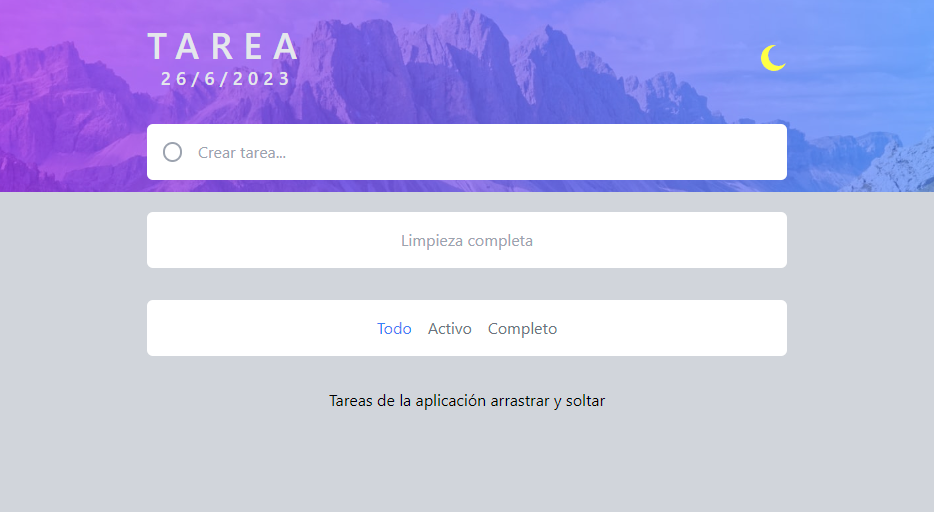 TAREA
26/6/2023
Crear tarea...
Limpieza completa
Todo Activo Completo
Tareas de la aplicación arrastrar y soltar